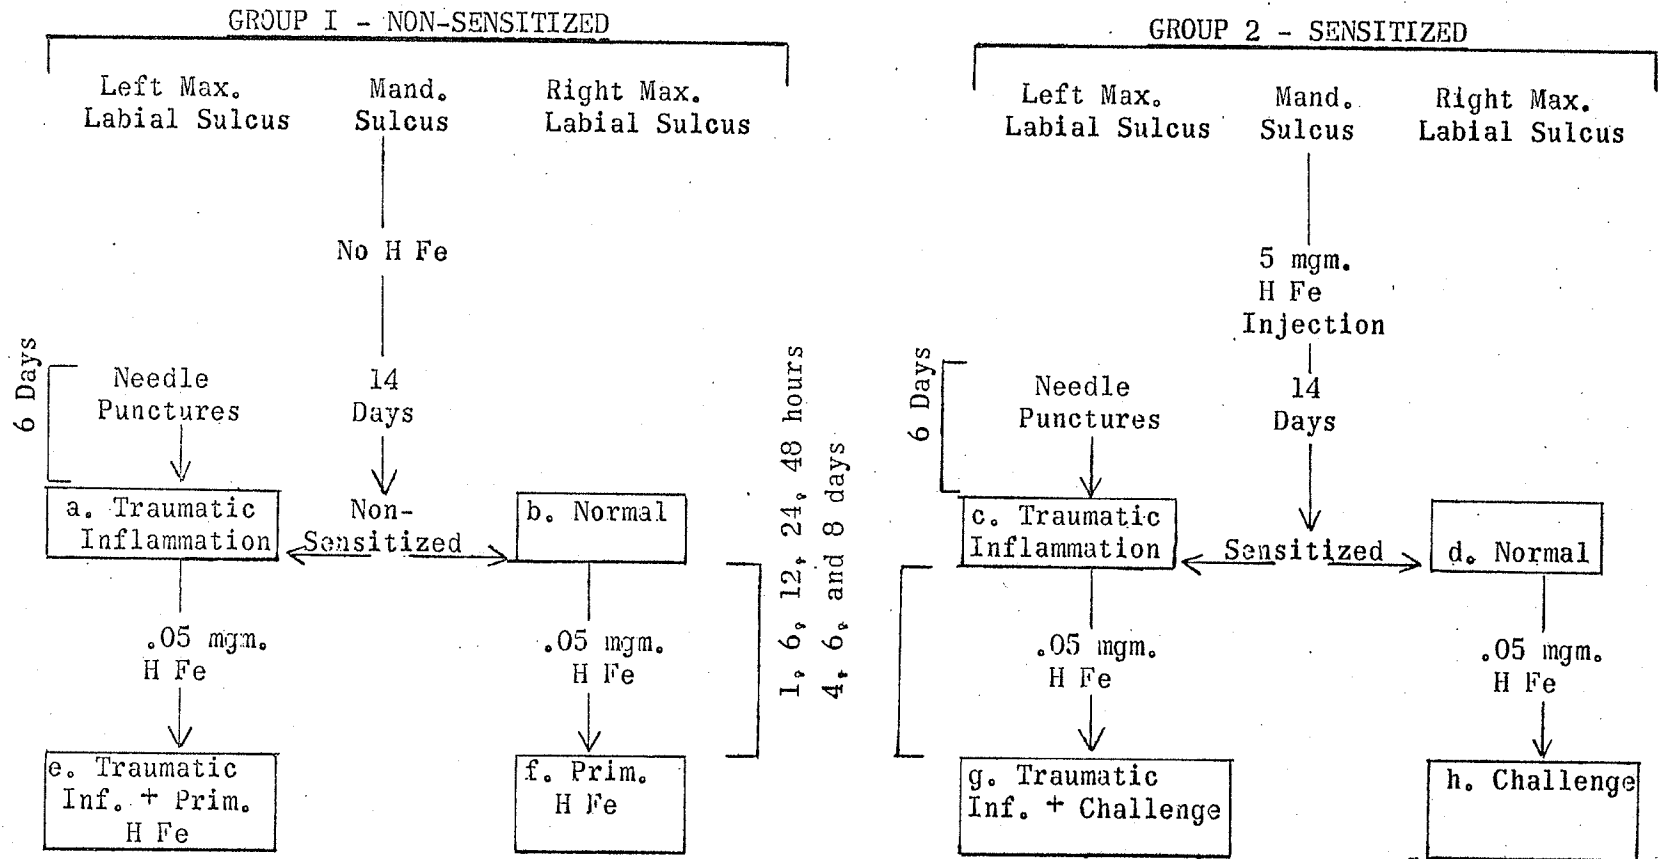 GROUP I - NON-SENSITIZED
Left Max.
Labial Sulcus
Mand.
Sulcus
Right Max.
Labial Sulcus
No H Fe
6 Days
Needle
Punctures
14
Days
a. Traumatic
Inflammation
Non-
Sensitized
b. Normal
.05 mgm.
H Fe
.05 mgm.
H Fe
e. Traumatic
Inf. + Prim.
H Fe
f. Prim.
H Fe
1, 6, 12, 24, 48 hours
4, 6, and 8 days
GROUP 2 - SENSITIZED
Left Max.
Labial Sulcus
Mand.
Sulcus
Right Max.
Labial Sulcus
5 mgm.
H Fe
Injection
6 Days
Needle
Punctures
14
Days
c. Traumatic
Inflammation
Sensitized
d. Normal
.05 mgm.
H Fe
.05 mgm.
H Fe
g. Traumatic
Inf. + Challenge
h. Challenge